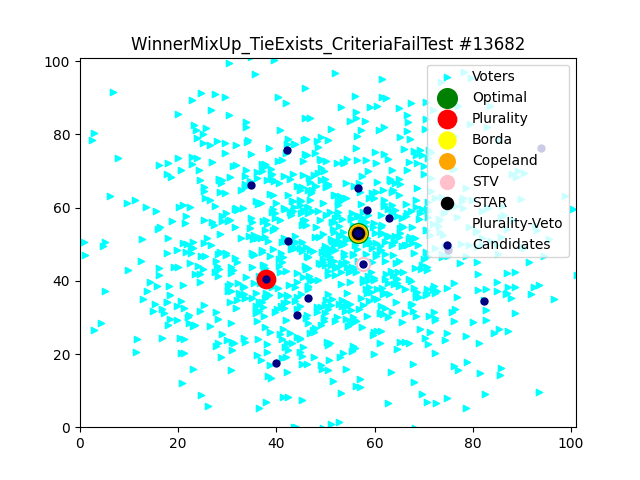 WinnerMixUp_TieExists_CriteriaFailTest #13682
Voters
Optimal
Plurality
Borda
Copeland
STV
STAR
Plurality-Veto
Candidates
100
80
60
40
20
0
0 20 40 60 80 100